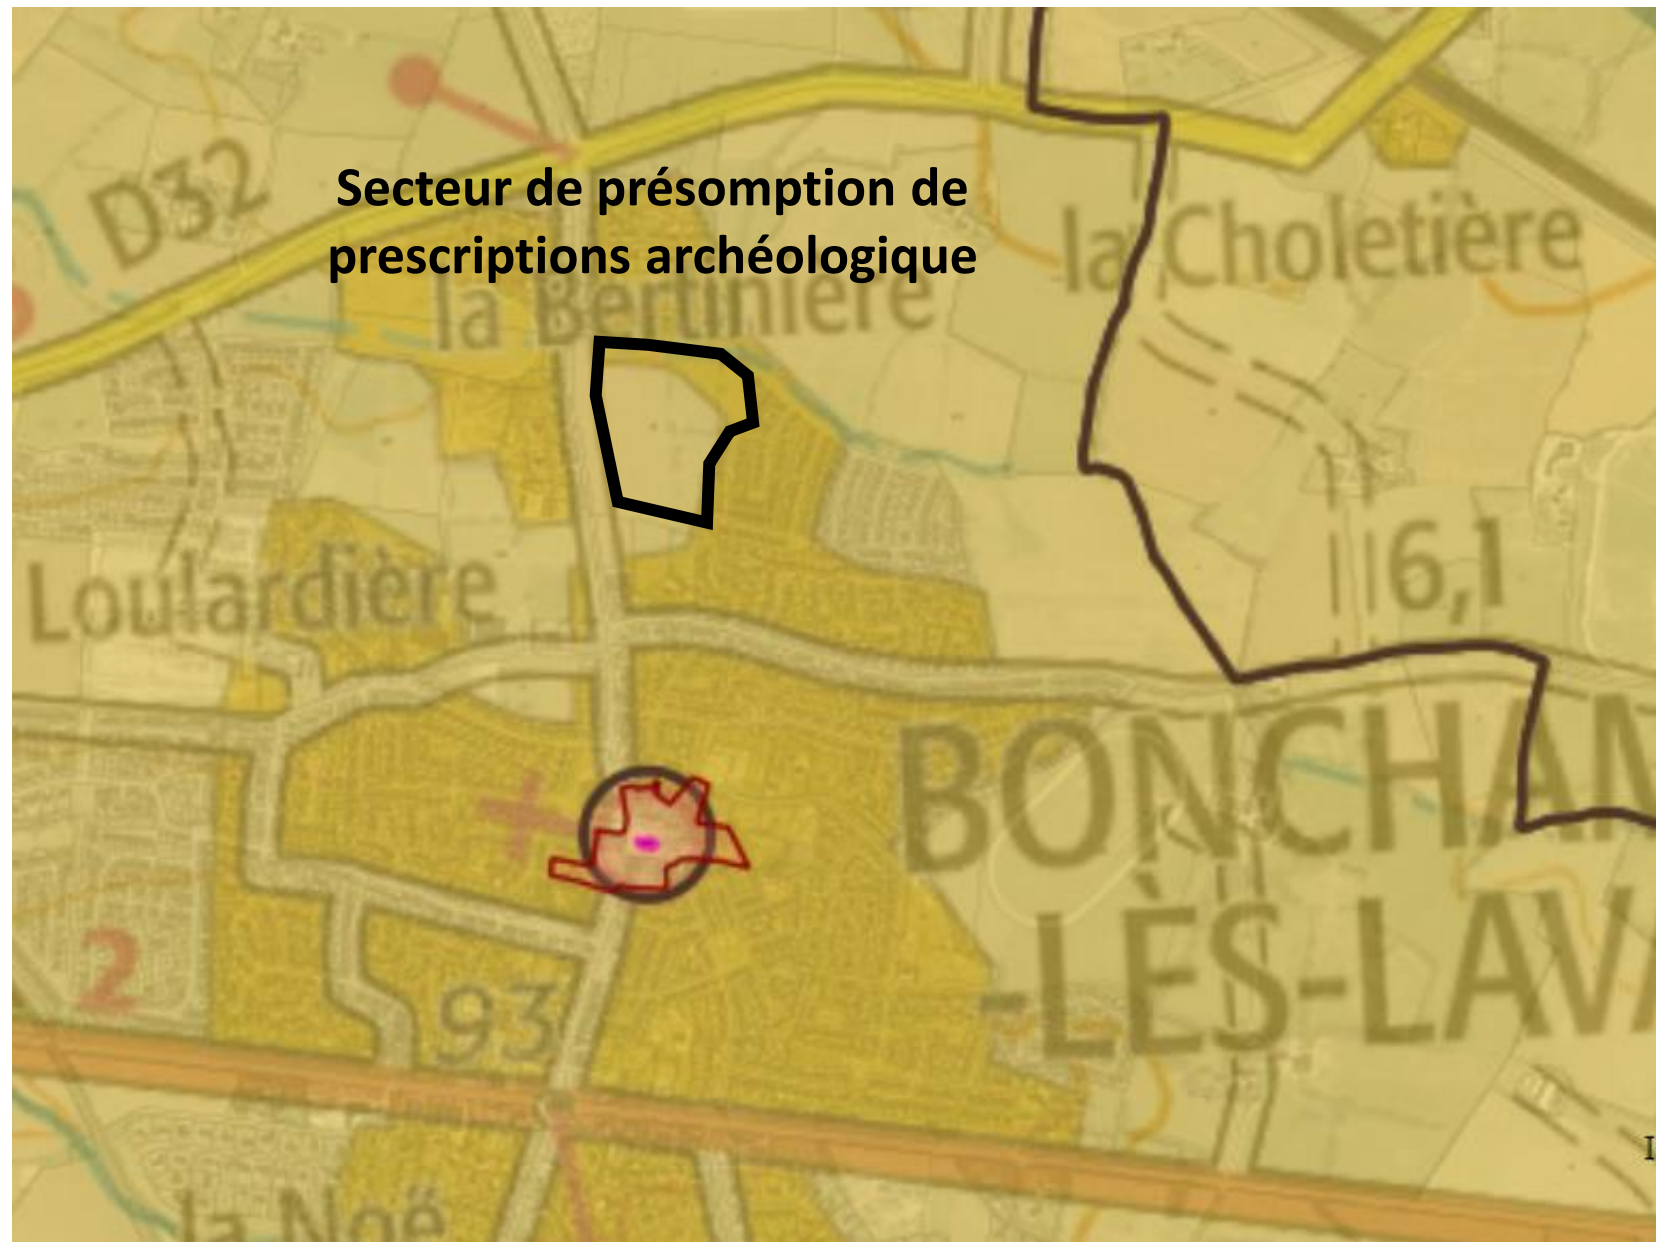 D32
Secteur de présomption de
prescriptions archéologique
la Bertinière
la Choletière
Loulardière
6,1
BONCHAM
-LÈS-LAVA
2
93
la Noë
I